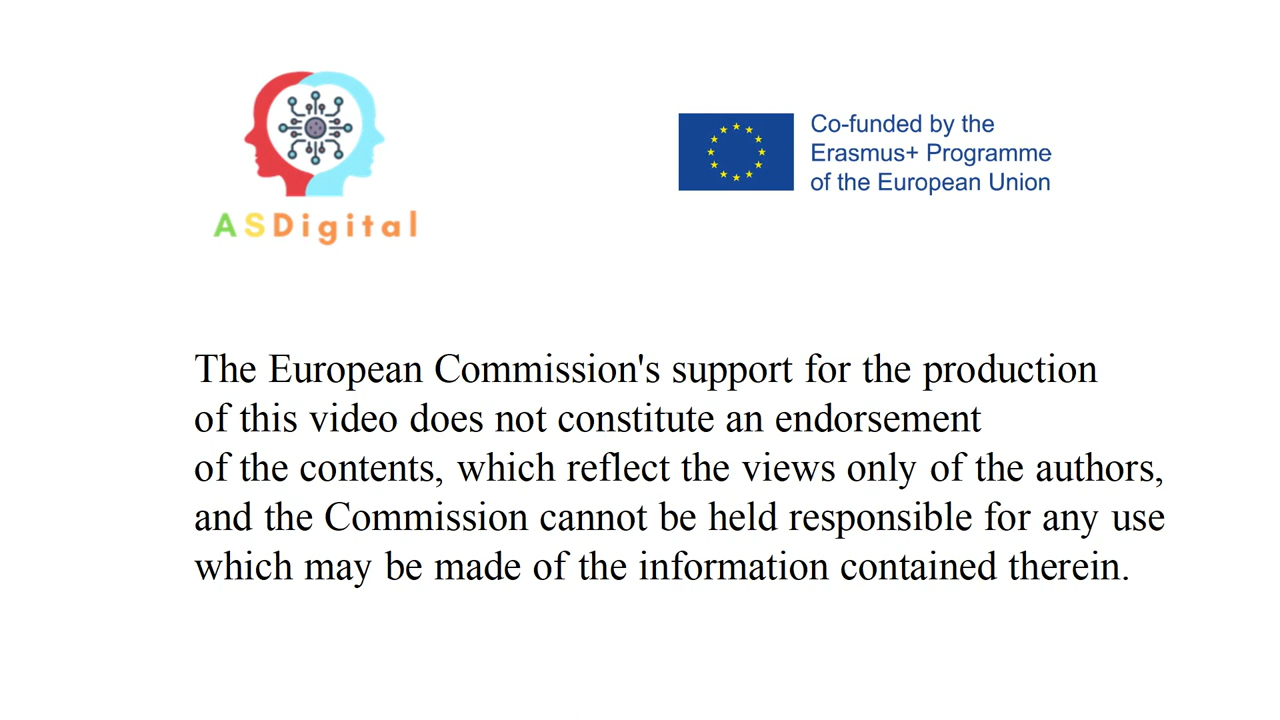 ASDigital
Co-funded by the
Erasmus+ Programme
of the European Union
The European Commission's support for the production
of this video does not constitute an endorsement
of the contents, which reflect the views only of the authors,
and the Commission cannot be held responsible for any use
which may be made of the information contained therein.